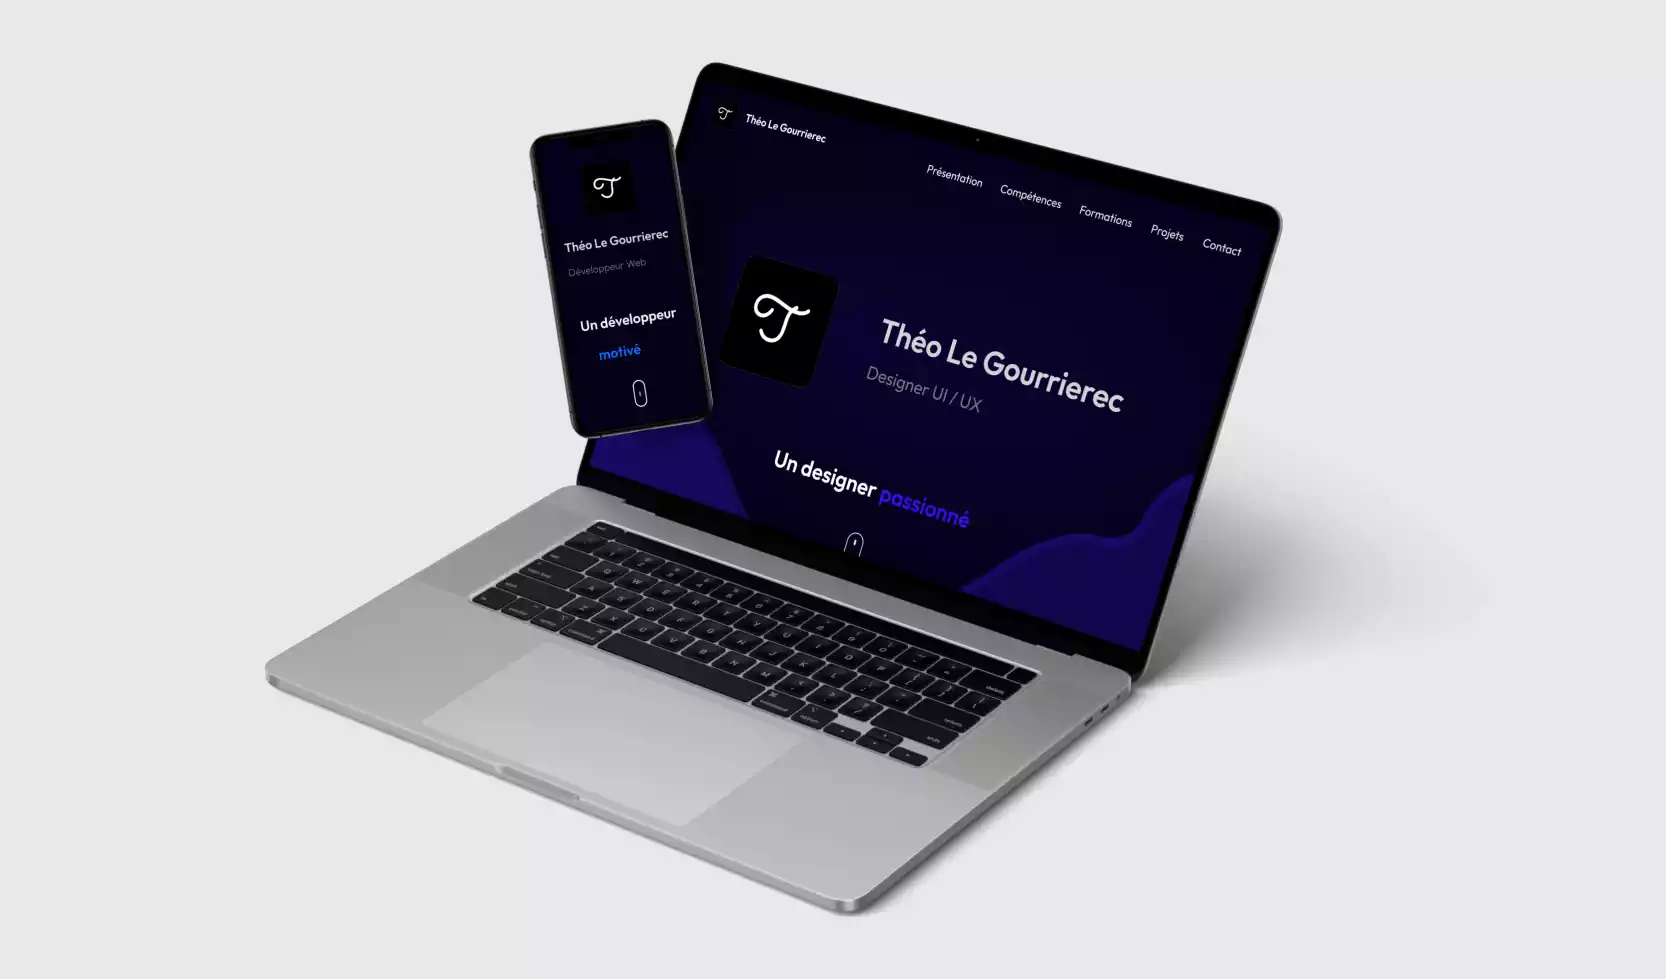 Théo Le Gourrierec
Présentation
Compétences
Formations
Projets
Contact
Théo Le Gourrierec
Designer UI / UX
Un designer passionné
Théo Le Gourrierec
Développeur Web
Un développeur
motivé